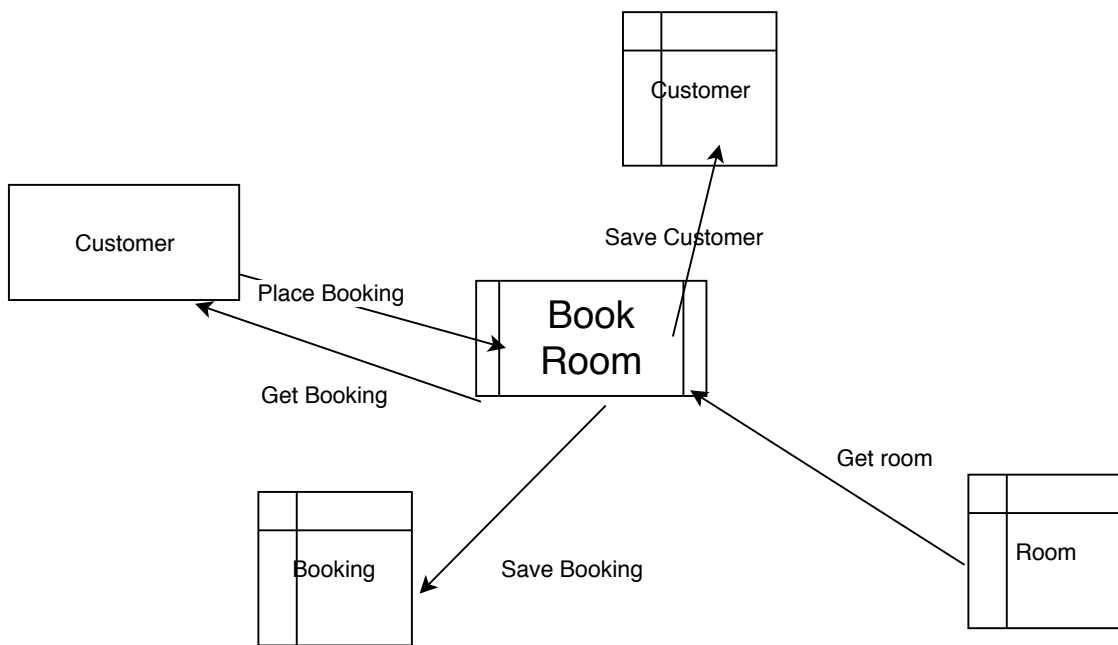 Customer
Customer
Save Customer
Place Booking
Book
Room
Get Booking
Get room
Booking
Save Booking
Room